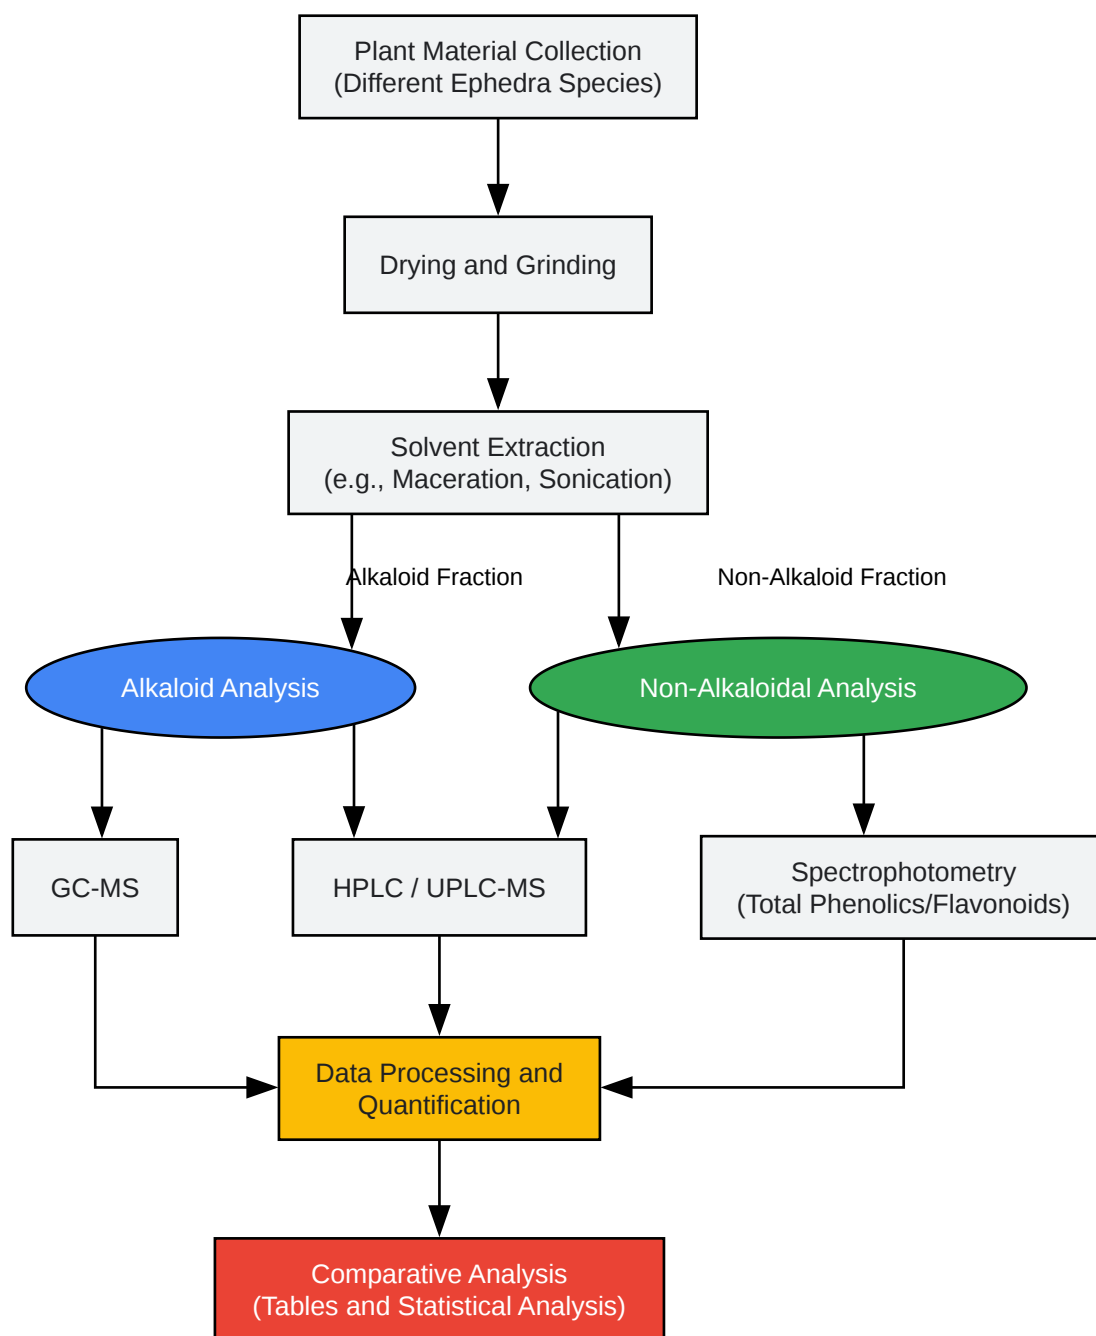 Plant Material Collection
(Different Ephedra Species)
Drying and Grinding
Solvent Extraction
(e.g., Maceration, Sonication)
Alkaloid Fraction
Non-Alkaloid Fraction
Alkaloid Analysis
Non-Alkaloidal Analysis
GC-MS
HPLC / UPLC-MS
Spectrophotometry
(Total Phenolics/Flavonoids)
Data Processing and
Quantification
Comparative Analysis
(Tables and Statistical Analysis)